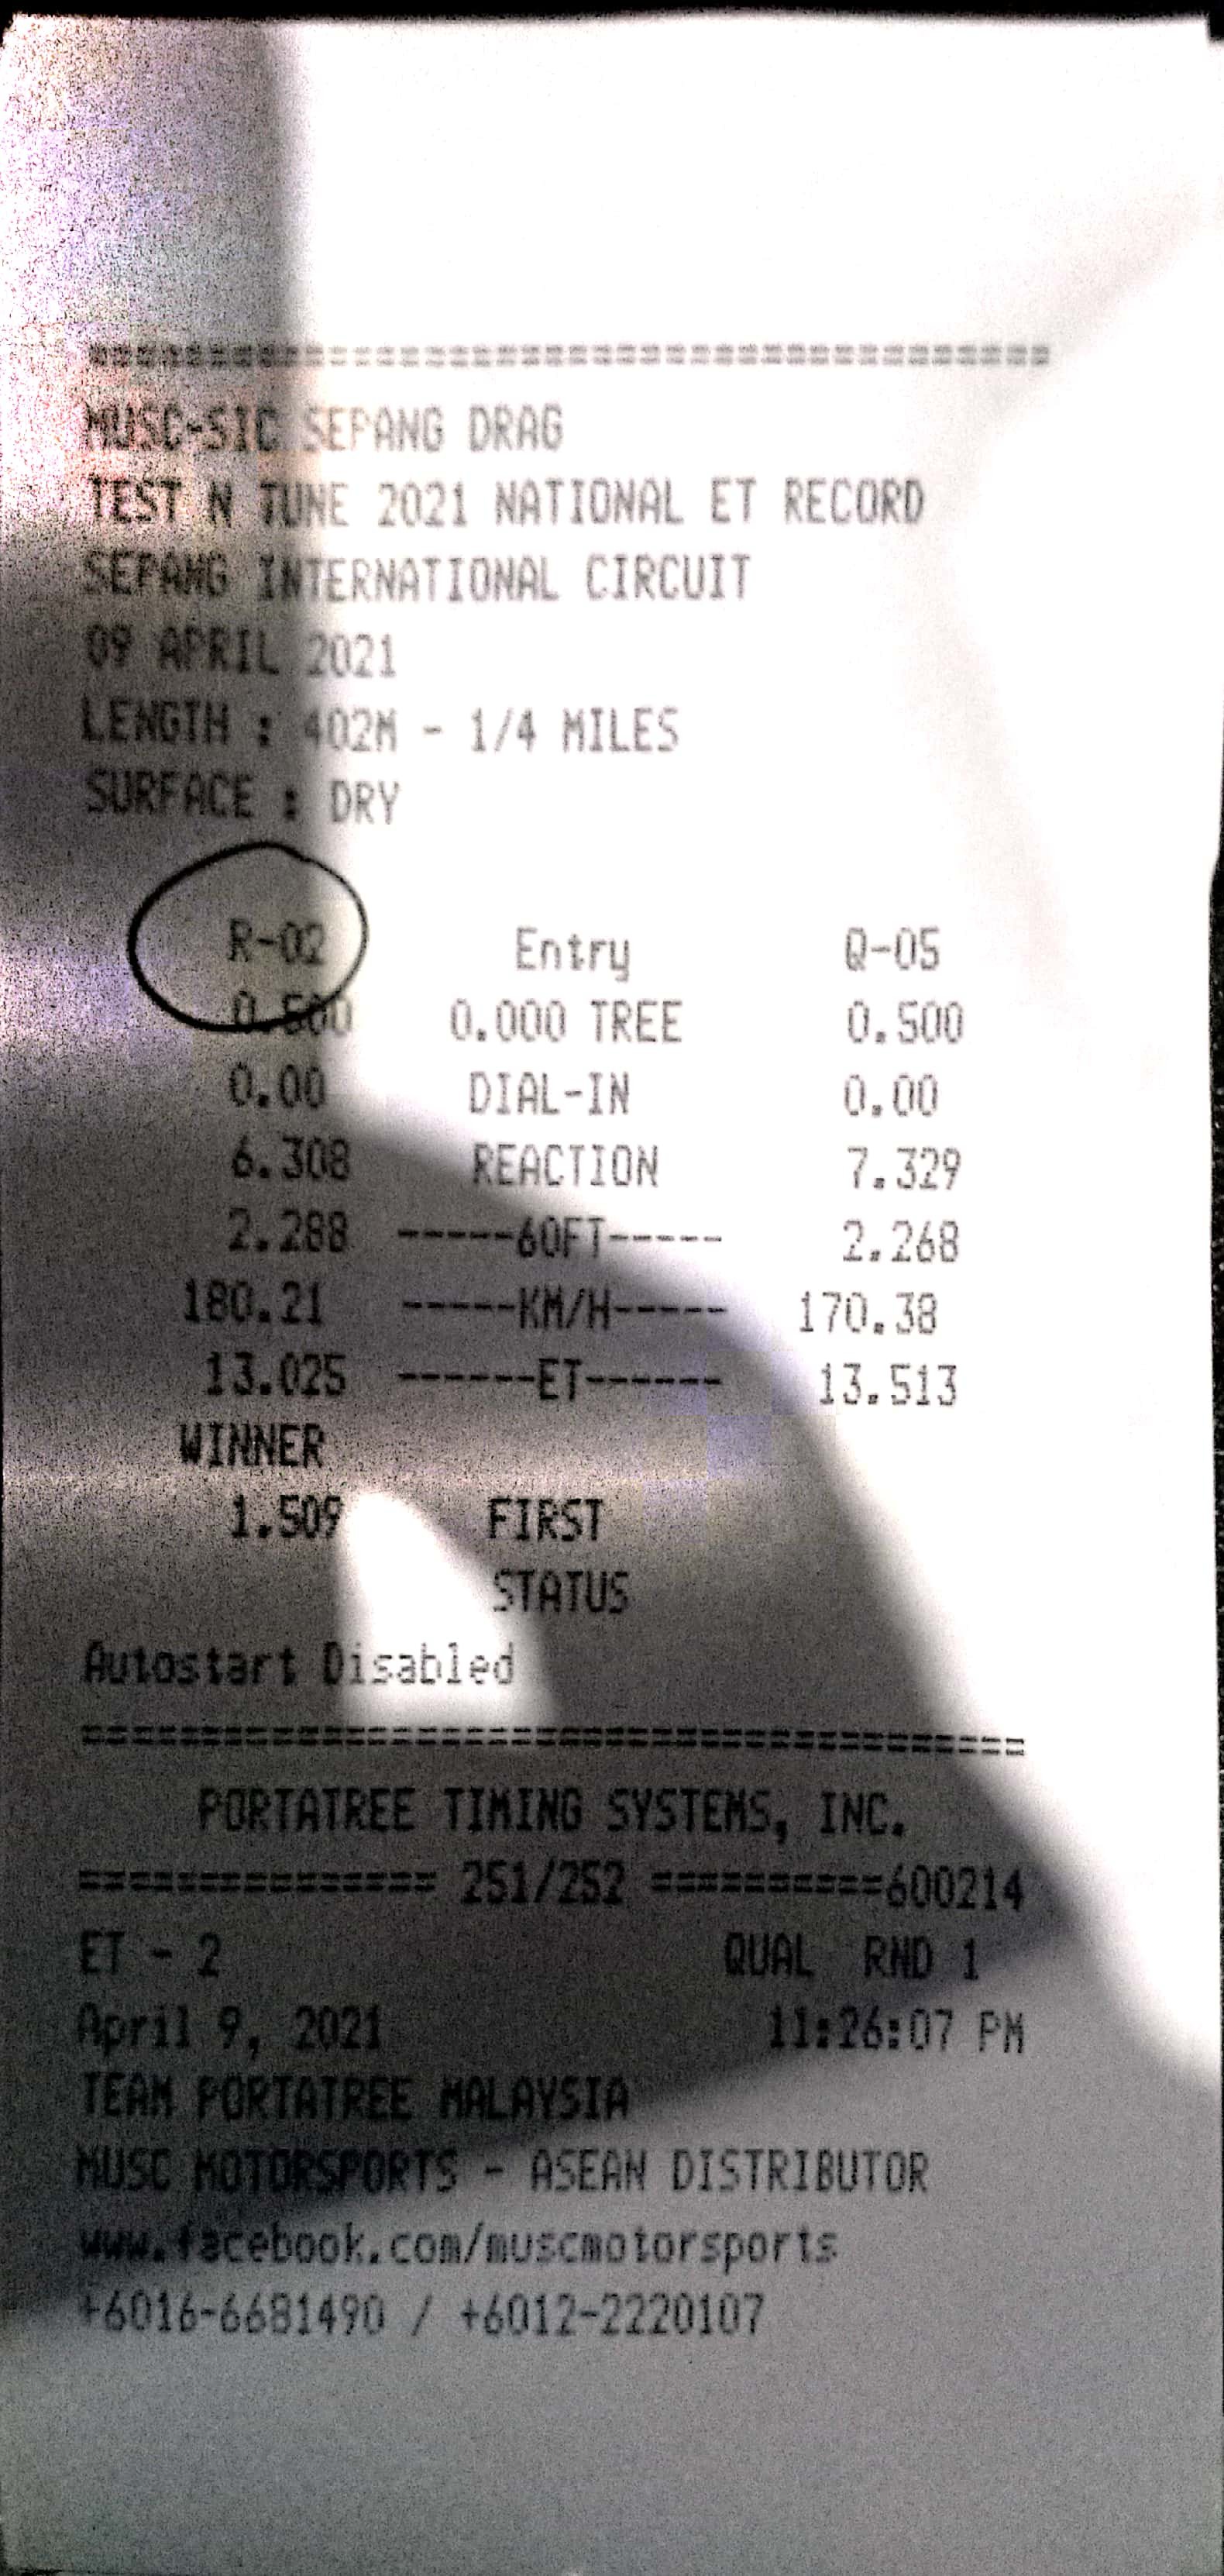 ========================================
MUSC-SIC SEPANG DRAG
TEST N TUNE 2021 NATIONAL ET RECORD
SEPANG INTERNATIONAL CIRCUIT
09 APRIL 2021
LENGTH : 402M - 1/4 MILES
SURFACE : DRY
R-02 Entry Q-05
0.500 0.000 TREE 0.500
0.00 DIAL-IN 0.00
6.308 REACTION 7.329
2.288 -----60FT----- 2.268
180.21 -----KM/H----- 170.38
13.025 ------ET------ 13.513
WINNER
1.509 FIRST
STATUS
Autostart Disabled
========================================
PORTATREE TIMING SYSTEMS, INC.
=============== 251/252 ==========600214
ET - 2 QUAL RND 1
April 9, 2021 11:26:07 PM
TEAM PORTATREE MALAYSIA
MUSC MOTORSPORTS - ASEAN DISTRIBUTOR
www.facebook.com/muscmotorsports
+6016-6681490 / +6012-2220107